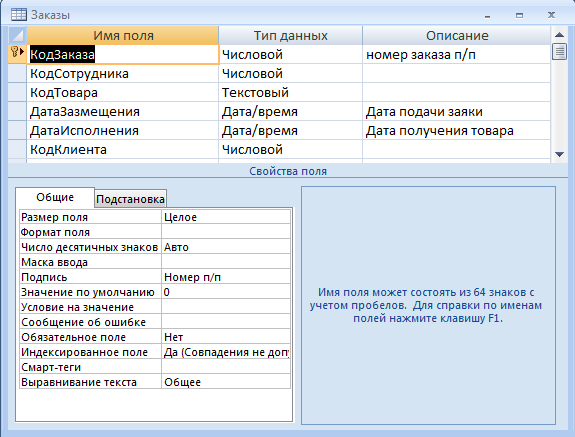 Заказы
Имя поля Тип данных Описание
КодЗаказа Числовой номер заказа п/п
КодСотрудника Числовой
КодТовара Текстовый
ДатаЗазмещения Дата/время Дата подачи заяки
ДатаИсполнения Дата/время Дата получения товара
КодКлиента Числовой
Свойства поля
Общие Подстановка
Размер поля Целое
Формат поля
Число десятичных знаков Авто
Маска ввода
Подпись Номер п/п
Значение по умолчанию 0
Условие на значение
Сообщение об ошибке
Обязательное поле Нет
Индексированное поле Да (Совпадения не допу
Смарт-теги
Выравнивание текста Общее
Имя поля может состоять из 64 знаков с
учетом пробелов. Для справки по именам
полей нажмите клавишу F1.